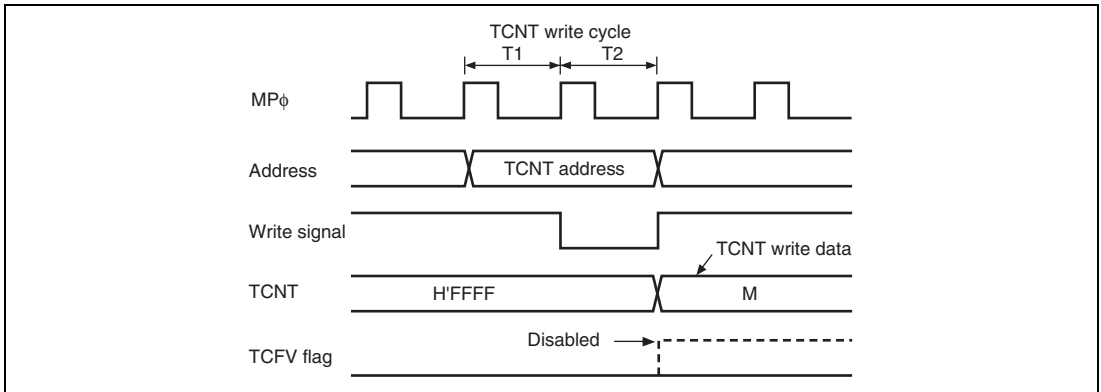 TCNT write cycle
T1 T2
MPφ
Address TCNT address
Write signal
TCNT write data
TCNT H'FFFF M
Disabled
TCFV flag